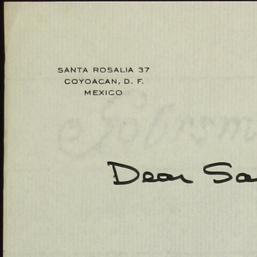 SANTA ROSALIA 37
COYOACAN, D. F.
MEXICO
Dear Sa